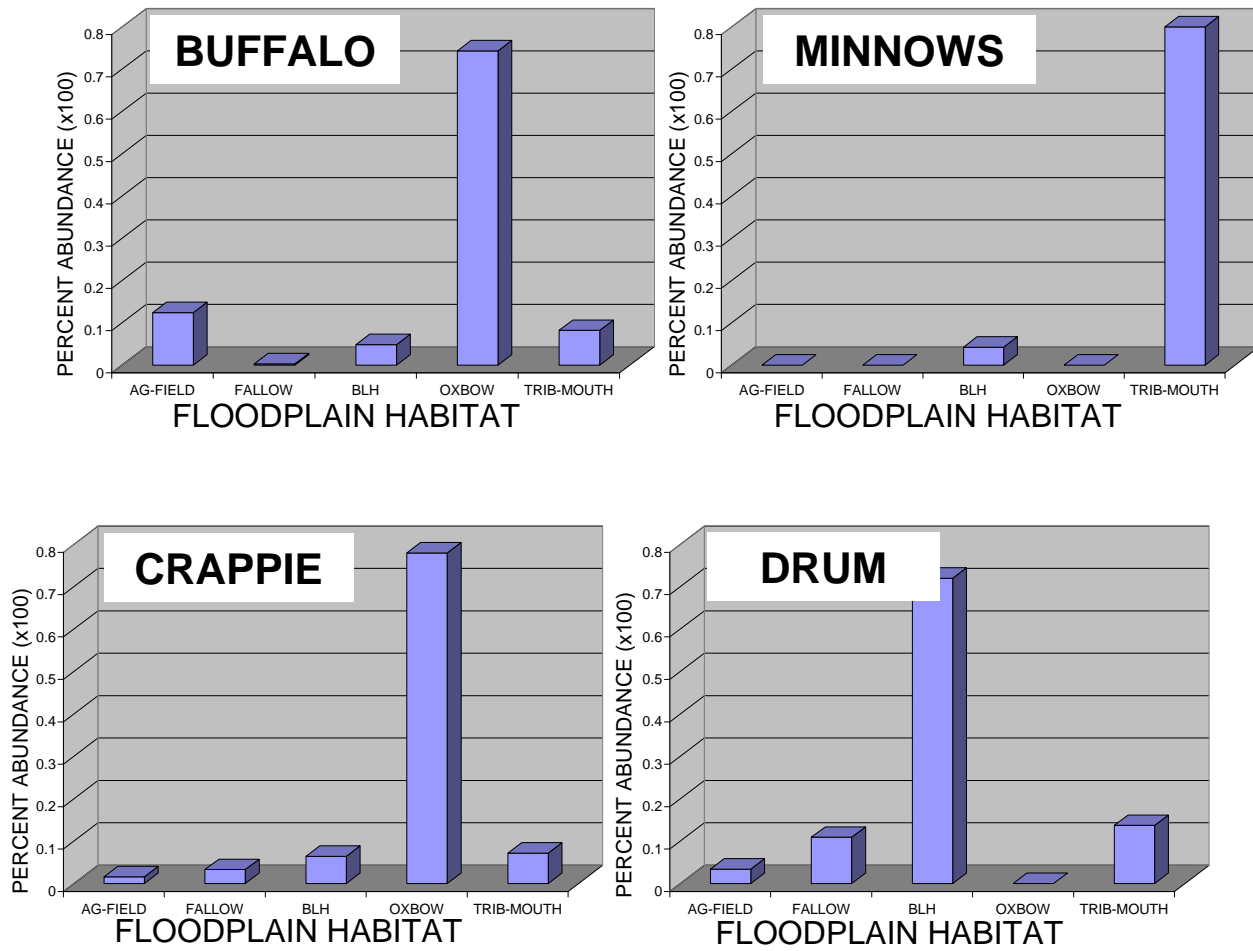 BUFFALO
PERCENT ABUNDANCE (x100)
0.8
0.7
0.6
0.5
0.4
0.3
0.2
0.1
0
AG-FIELD FALLOW BLH OXBOW TRIB-MOUTH
FLOODPLAIN HABITAT
MINNOWS
PERCENT ABUNDANCE (x100)
0.8
0.7
0.6
0.5
0.4
0.3
0.2
0.1
0
AG-FIELD FALLOW BLH OXBOW TRIB-MOUTH
FLOODPLAIN HABITAT
CRAPPIE
PERCENT ABUNDANCE (x100)
0.8
0.7
0.6
0.5
0.4
0.3
0.2
0.1
0
AG-FIELD FALLOW BLH OXBOW TRIB-MOUTH
FLOODPLAIN HABITAT
DRUM
PERCENT ABUNDANCE (x100)
0.8
0.7
0.6
0.5
0.4
0.3
0.2
0.1
0
AG-FIELD FALLOW BLH OXBOW TRIB-MOUTH
FLOODPLAIN HABITAT